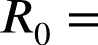 R₀ =